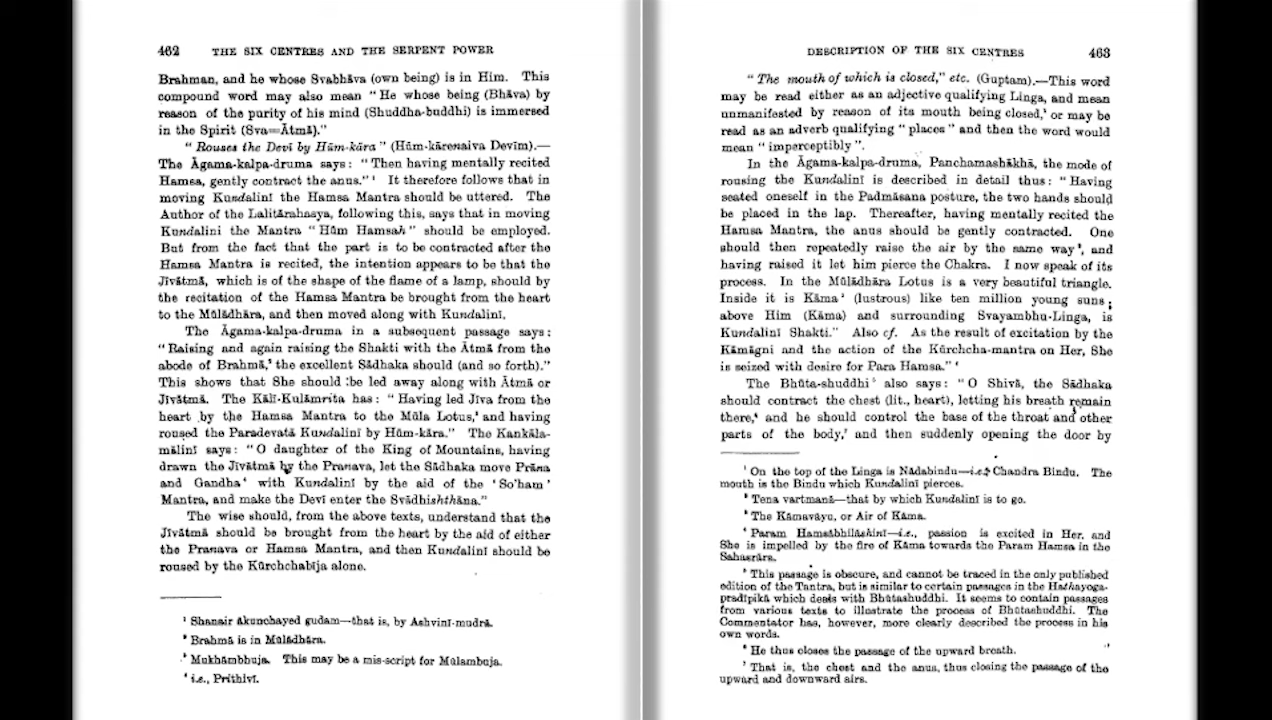 462 THE SIX CENTRES AND THE SERPENT POWER
Brahman, and he whose Svabhāva (own being) is in Him. This
compound word may also mean “He whose being (Bhāva) by
reason of the purity of his mind (Shuddha-buddhi) is immersed
in the Spirit (Sva=Ātmā).”
“Rouses the Devī by Hūm-kāra” (Hūm-kārenaiva Devīm).—
The Āgama-kalpa-druma says: “Then having mentally recited
Hamsa, gently contract the anus.”¹ It therefore follows that in
moving Kundalinī the Hamsa Mantra should be uttered. The
Author of the Lalitārahasya, following this, says that in moving
Kundalini the Mantra “Hūm Hamsah” should be employed.
But from the fact that the part is to be contracted after the
Hamsa Mantra is recited, the intention appears to be that the
Jīvātmā, which is of the shape of the flame of a lamp, should by
the recitation of the Hamsa Mantra be brought from the heart
to the Mūlādhāra, and then moved along with Kundalinī.
The Āgama-kalpa-druma in a subsequent passage says:
“Raising and again raising the Shakti with the Ātmā from the
abode of Brahmā,² the excellent Sādhaka should (and so forth).”
This shows that She should be led away along with Ātmā or
Jīvātmā. The Kālī-Kulāmrita has: “Having led Jīva from the
heart by the Hamsa Mantra to the Mūla Lotus,³ and having
roused the Paradevatā Kundalinī by Hūm-kāra.” The Kankāla-
mālinī says: “O daughter of the King of Mountains, having
drawn the Jīvātmā by the Pranava, let the Sādhaka move Prāna
and Gandha⁴ with Kundalinī by the aid of the ‘So'ham’
Mantra, and make the Devī enter the Svādhishthāna.”
The wise should, from the above texts, understand that the
Jīvātmā should be brought from the heart by the aid of either
the Pranava or Hamsa Mantra, and then Kundalinī should be
roused by the Kūrchchabīja alone.
¹ Shanair ākunchayed gudam—that is, by Ashvinī-mudrā.
² Brahmā is in Mūlādhāra.
³ Mukhāmbhuja. This may be a mis-script for Mūlambuja.
⁴ i.e., Prithivī.
DESCRIPTION OF THE SIX CENTRES 463
“The mouth of which is closed,” etc. (Guptam).—This word
may be read either as an adjective qualifying Linga, and mean
unmanifested by reason of its mouth being closed,¹ or may be
read as an adverb qualifying “places” and then the word would
mean “imperceptibly”.
In the Āgama-kalpa-druma, Panchamashākhā, the mode of
rousing the Kundalinī is described in detail thus: “Having
seated oneself in the Padmāsana posture, the two hands should
be placed in the lap. Thereafter, having mentally recited the
Hamsa Mantra, the anus should be gently contracted. One
should then repeatedly raise the air by the same way², and
having raised it let him pierce the Chakra. I now speak of its
process. In the Mūlādhāra Lotus is a very beautiful triangle.
Inside it is Kāma³ (lustrous) like ten million young suns;
above Him (Kāma) and surrounding Svayambhu-Linga, is
Kundalinī Shakti.” Also cf. As the result of excitation by the
Kāmāgni and the action of the Kūrchcha-mantra on Her, She
is seized with desire for Para Hamsa.”⁴
The Bhūta-shuddhi⁵ also says: “O Shivā, the Sādhaka
should contract the chest (lit., heart), letting his breath remain
there,⁶ and he should control the base of the throat and other
parts of the body,⁷ and then suddenly opening the door by
¹ On the top of the Linga is Nādabindu—i.e., Chandra Bindu. The
mouth is the Bindu which Kundalinī pierces.
² Tena vartmanā—that by which Kundalinī is to go.
³ The Kāmavāyu, or Air of Kāma.
⁴ Param Hamsābhilāshinī—i.e., passion is excited in Her, and
She is impelled by the fire of Kāma towards the Param Hamsa in the
Sahasrāra.
⁵ This passage is obscure, and cannot be traced in the only published
edition of the Tantra, but is similar to certain passages in the Hathayoga-
pradīpikā which deals with Bhūtashuddhi. It seems to contain passages
from various texts to illustrate the process of Bhūtashuddhi. The
Commentator has, however, more clearly described the process in his
own words.
⁶ He thus closes the passage of the upward breath.
⁷ That is, the chest and the anus, thus closing the passage of the
upward and downward airs.